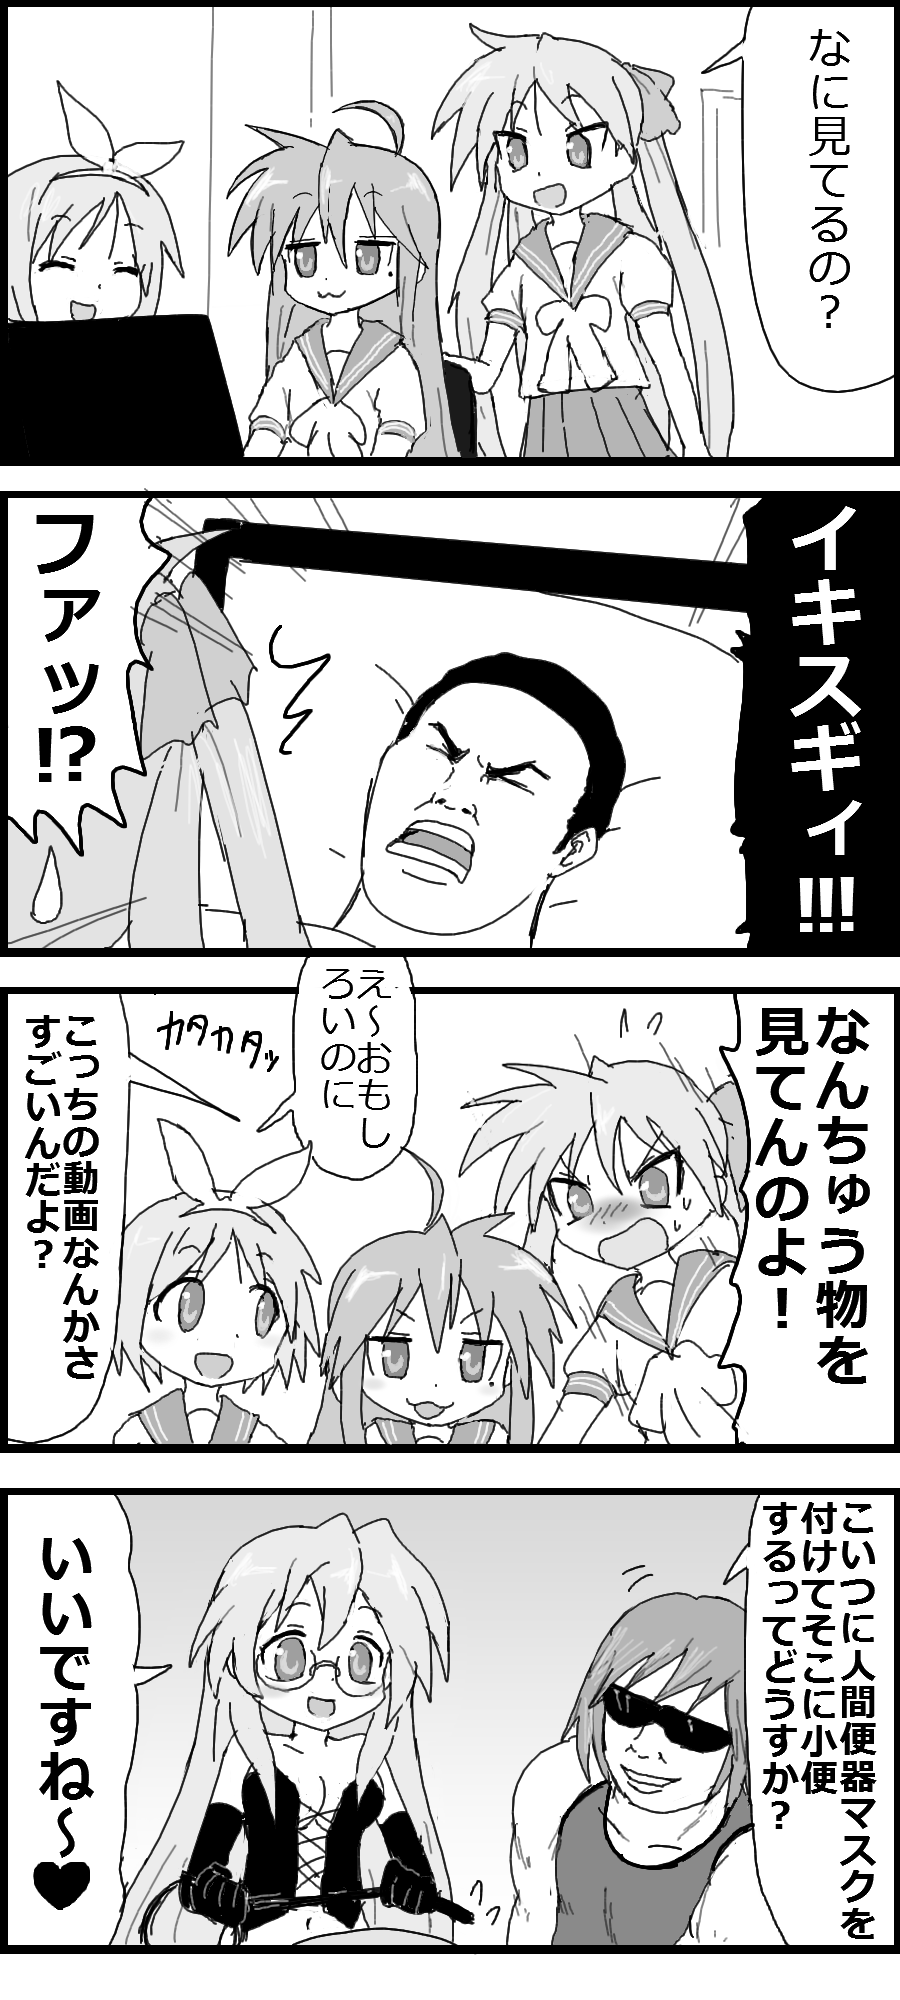 なに見てるの?
イキスギィ!!!
ファッ!?
なんちゅう物を
見てんのよ!
え〜おもし
ろいのに
カタカタッ
こっちの動画なんかさ
すごいんだよ?
こいつに人間便器マスクを
付けてそこに小便
するってどうすか?
いいですね〜♥